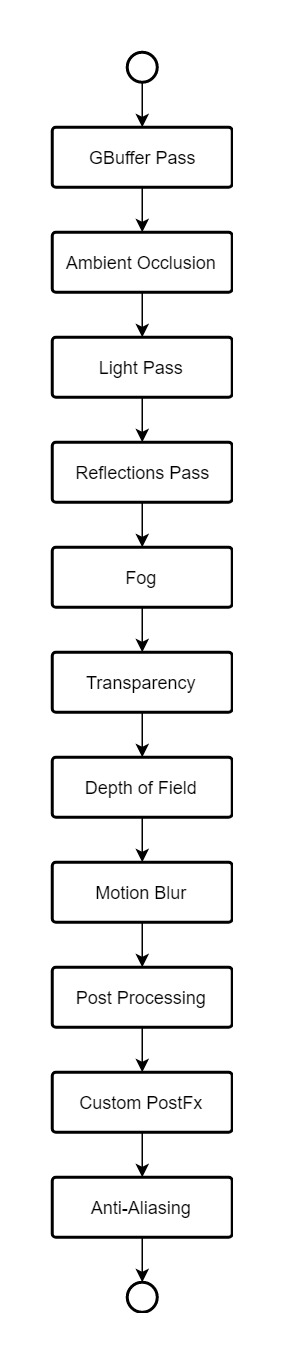 GBuffer Pass
Ambient Occlusion
Light Pass
Reflections Pass
Fog
Transparency
Depth of Field
Motion Blur
Post Processing
Custom PostFx
Anti-Aliasing